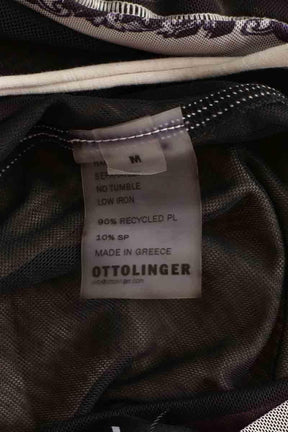 M
NO TUMBLE
LOW IRON
90% RECYCLED PL
10% SP
MADE IN GREECE
OTTOLINGER